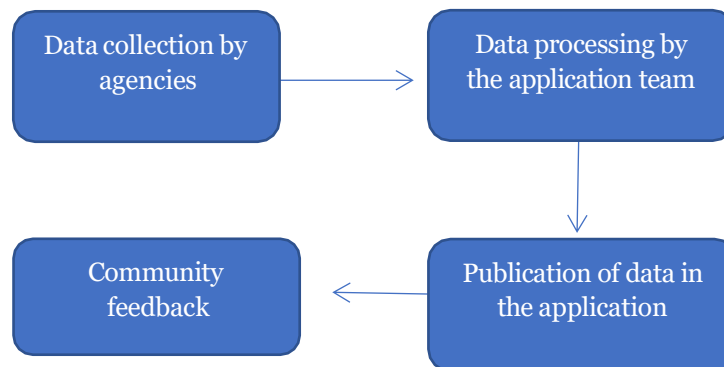 Data collection by
agencies
Data processing by
the application team
Community
feedback
Publication of data in
the application